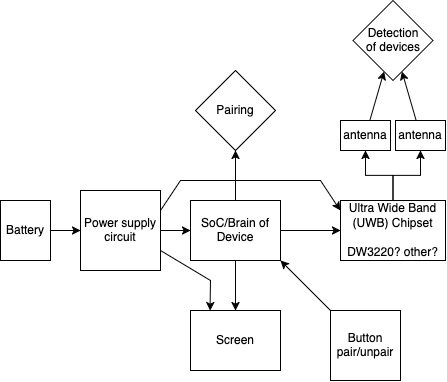 Detection
of devices
Pairing
antenna
antenna
Battery
Power supply
circuit
SoC/Brain of
Device
Ultra Wide Band
(UWB) Chipset
DW3220? other?
Screen
Button
pair/unpair